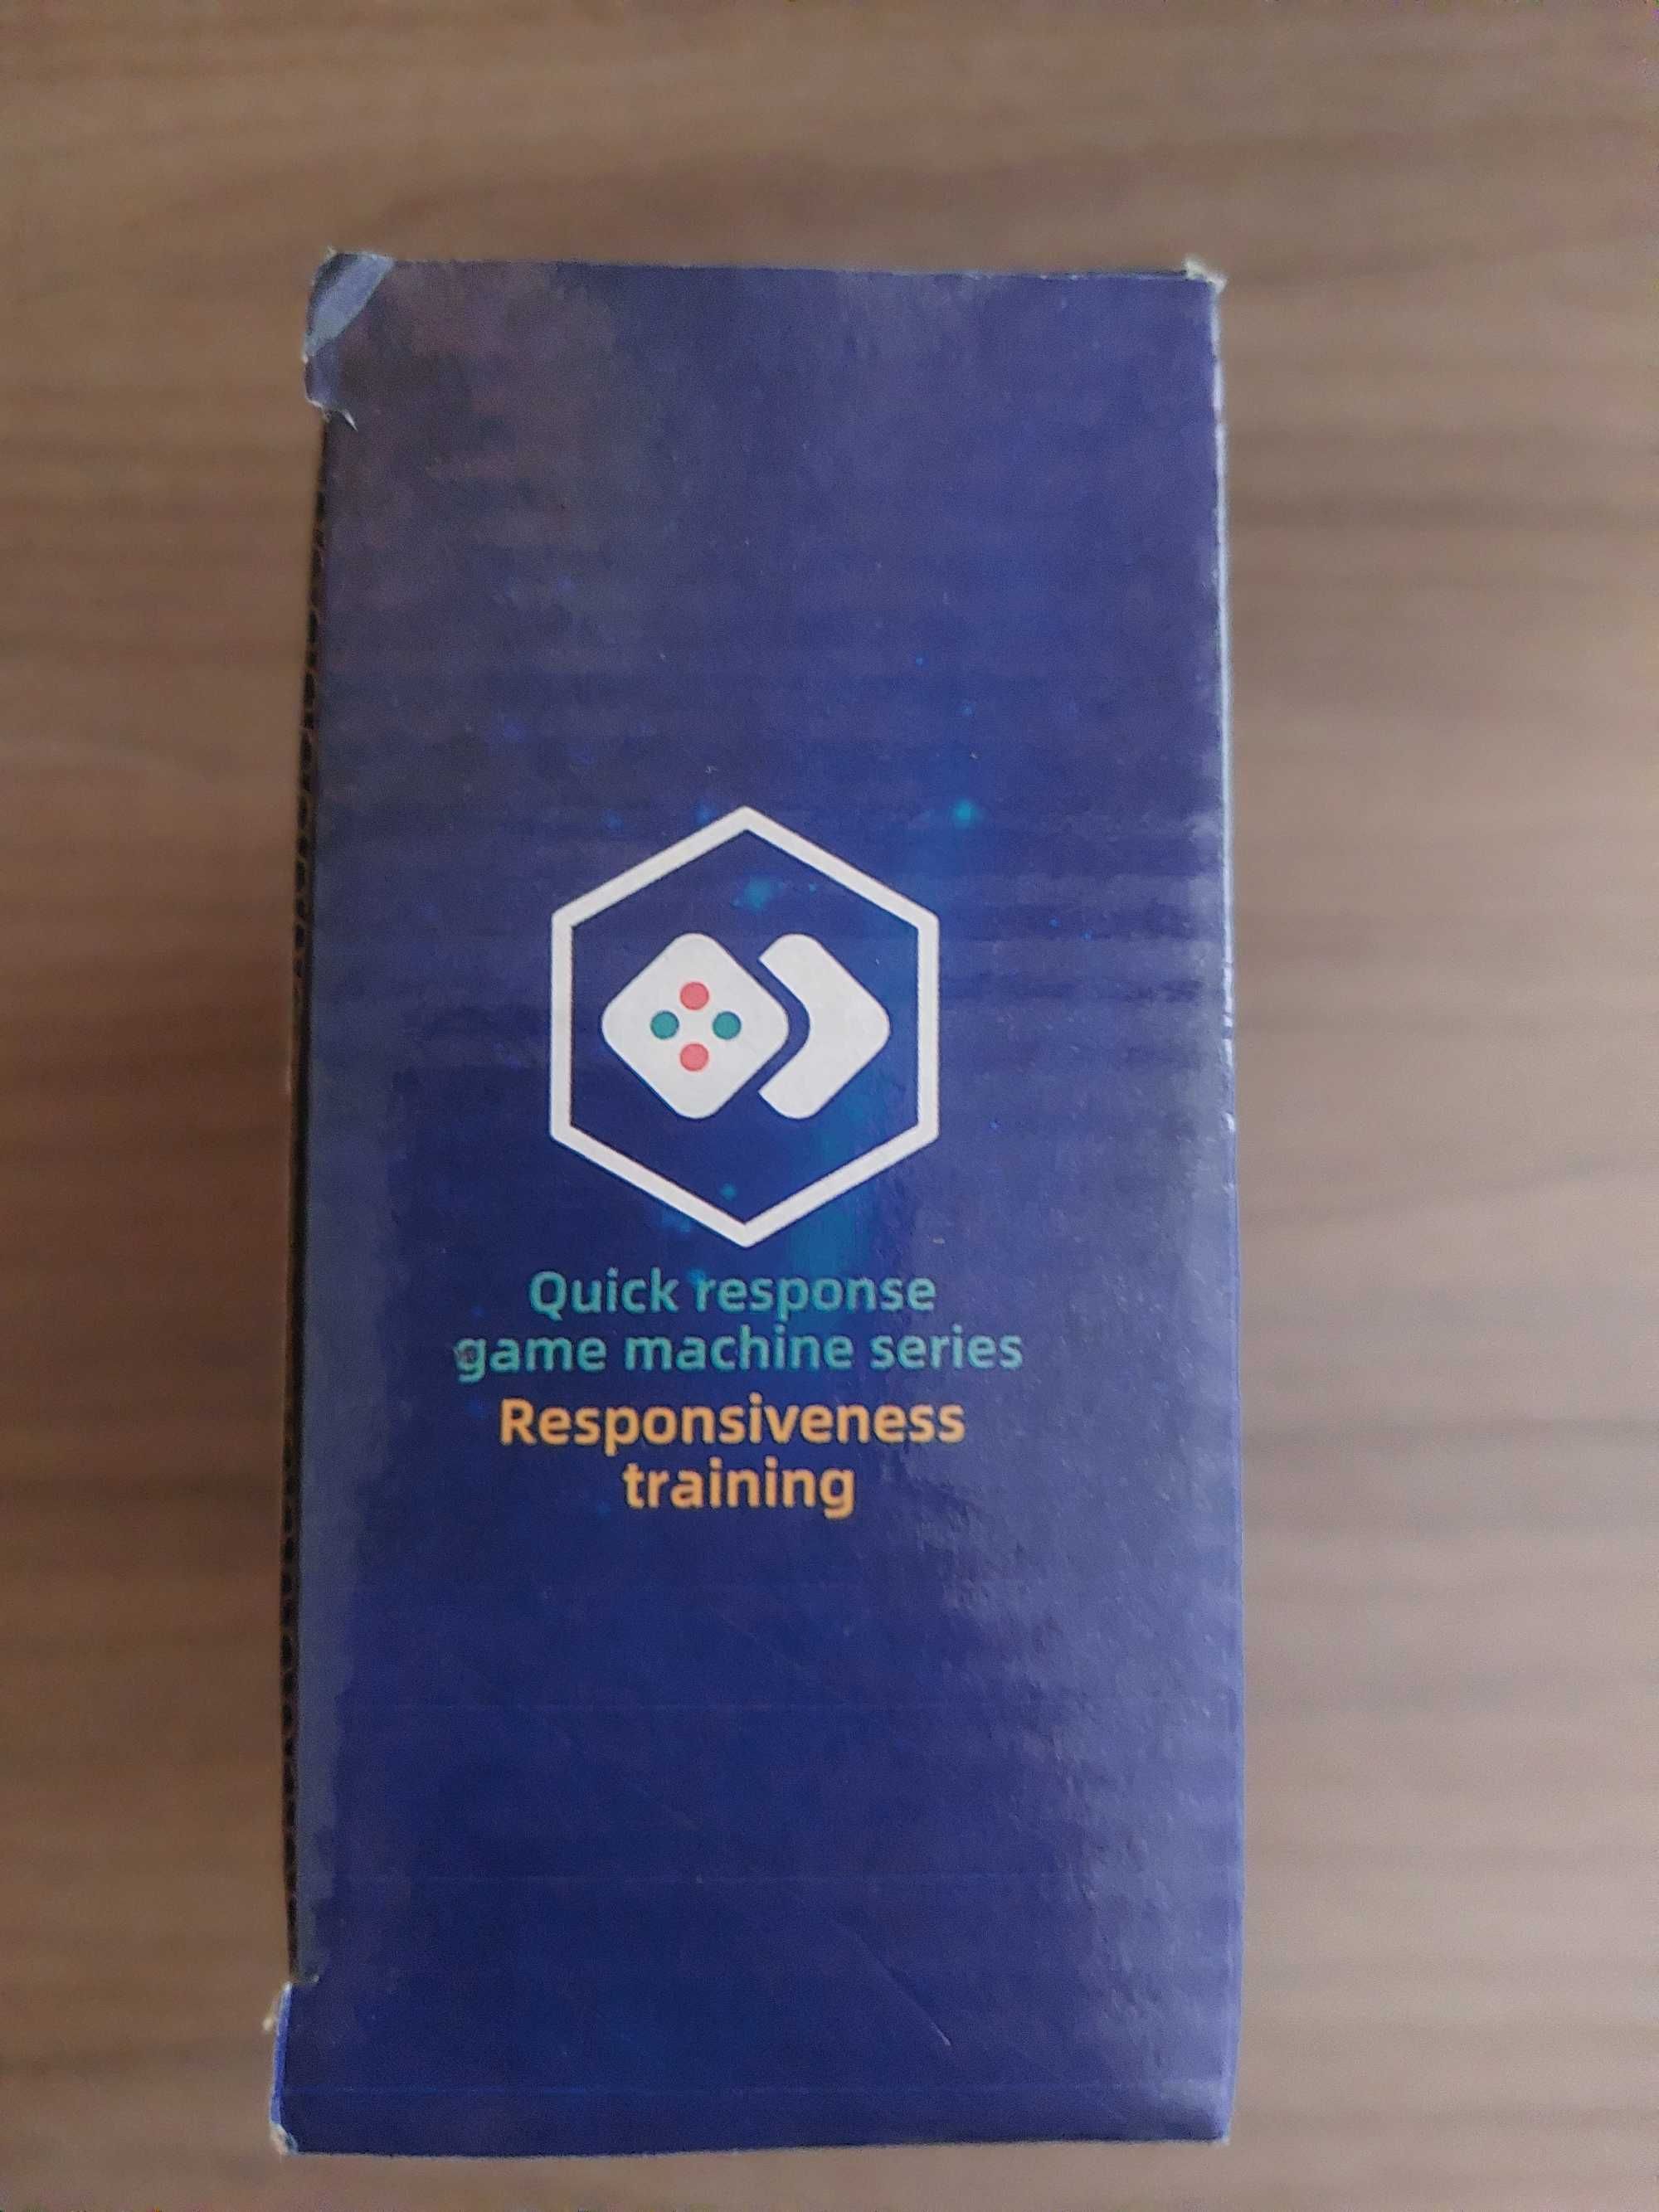 Quick response
game machine series
Responsiveness
training